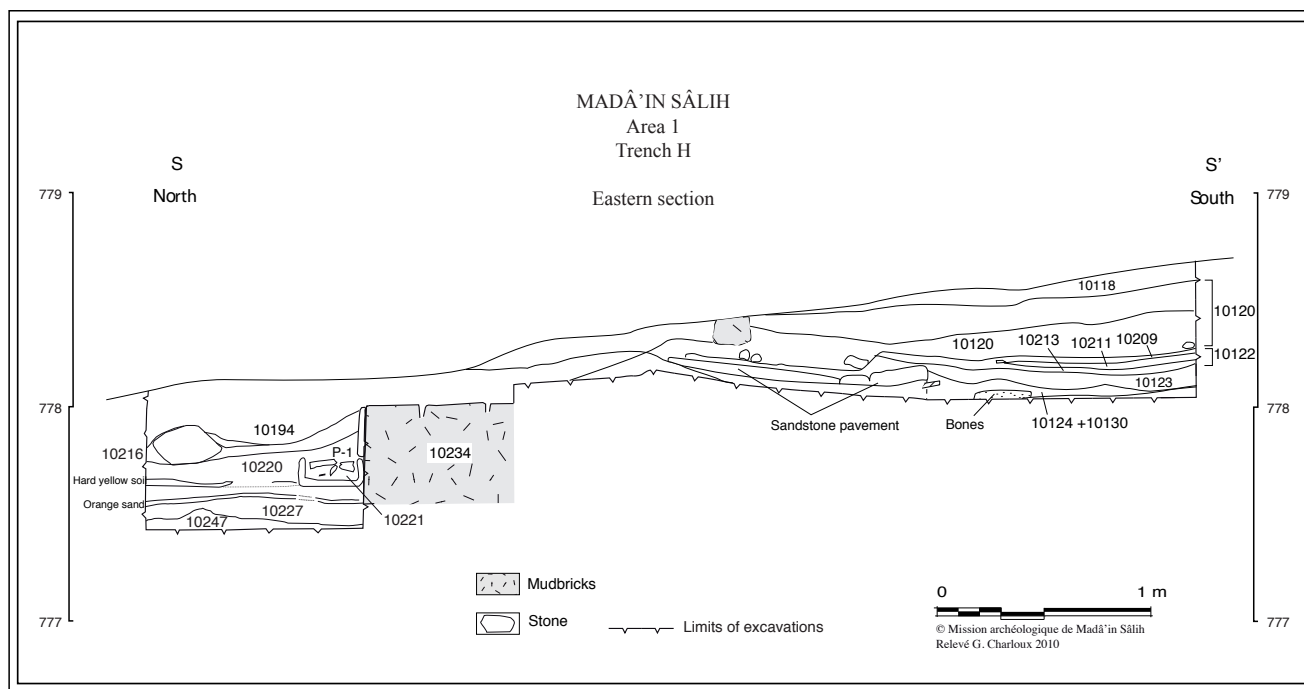 MADÂ'IN SÂLIH
Area 1
Trench H
Eastern section
S
North
S'
South
779
779
778
778
777
777
10118
10120
10120
10213
10211
10209
10122
10123
10124 +10130
Bones
Sandstone pavement
10194
10216
10220
P-1
10234
Hard yellow soi
Orange sand
10227
10247
10221
Mudbricks
Stone
Limits of excavations
0 1 m
© Mission archéologique de Madâ'in Sâlih
Relevé G. Charloux 2010